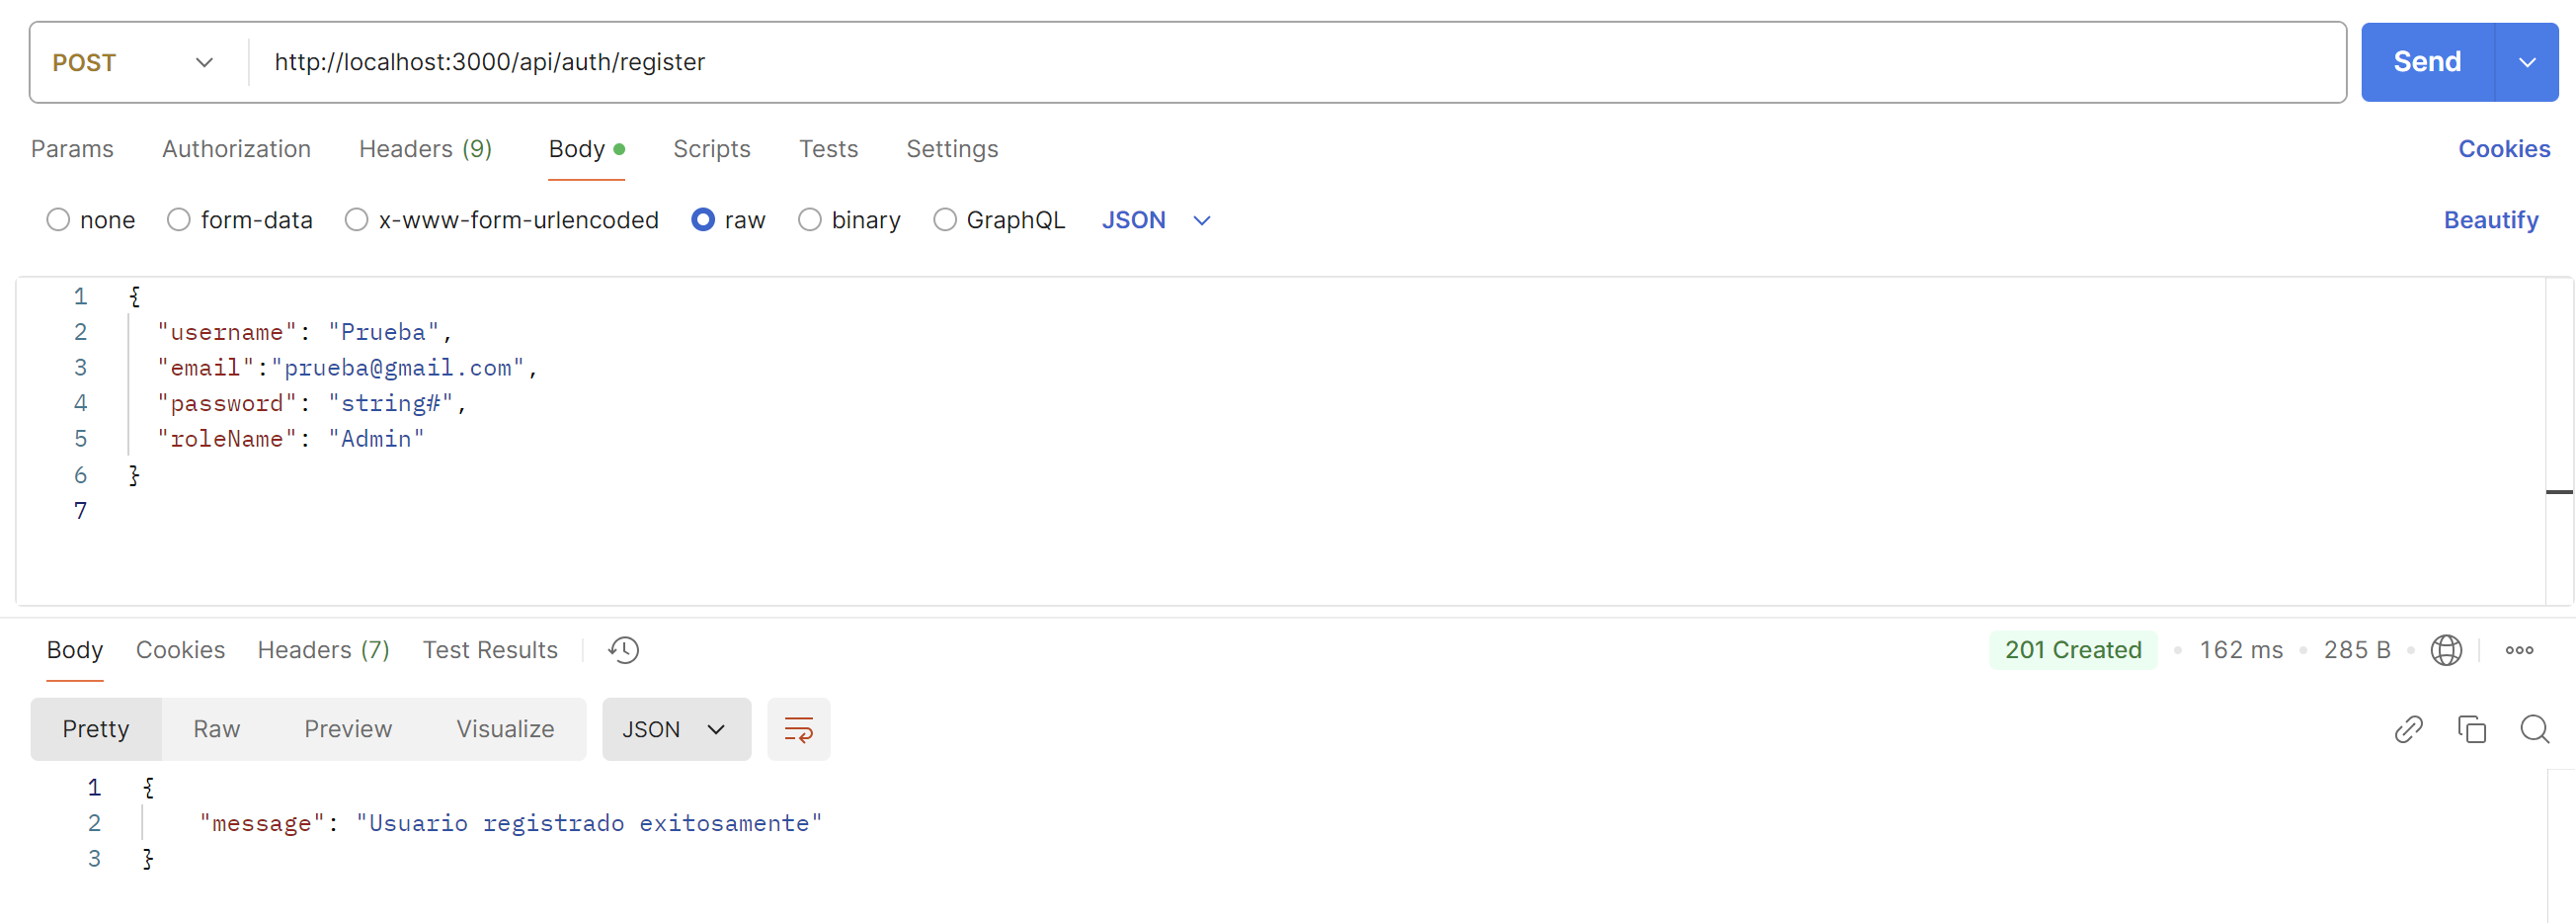 POST http://localhost:3000/api/auth/register Send
Params Authorization Headers (9) Body Scripts Tests Settings Cookies
none form-data x-www-form-urlencoded raw binary GraphQL JSON Beautify
1 {
2 "username": "Prueba",
3 "email":"prueba@gmail.com",
4 "password": "string#",
5 "roleName": "Admin"
6 }
7
Body Cookies Headers (7) Test Results 201 Created • 162 ms • 285 B •
Pretty Raw Preview Visualize JSON
1 {
2 "message": "Usuario registrado exitosamente"
3 }